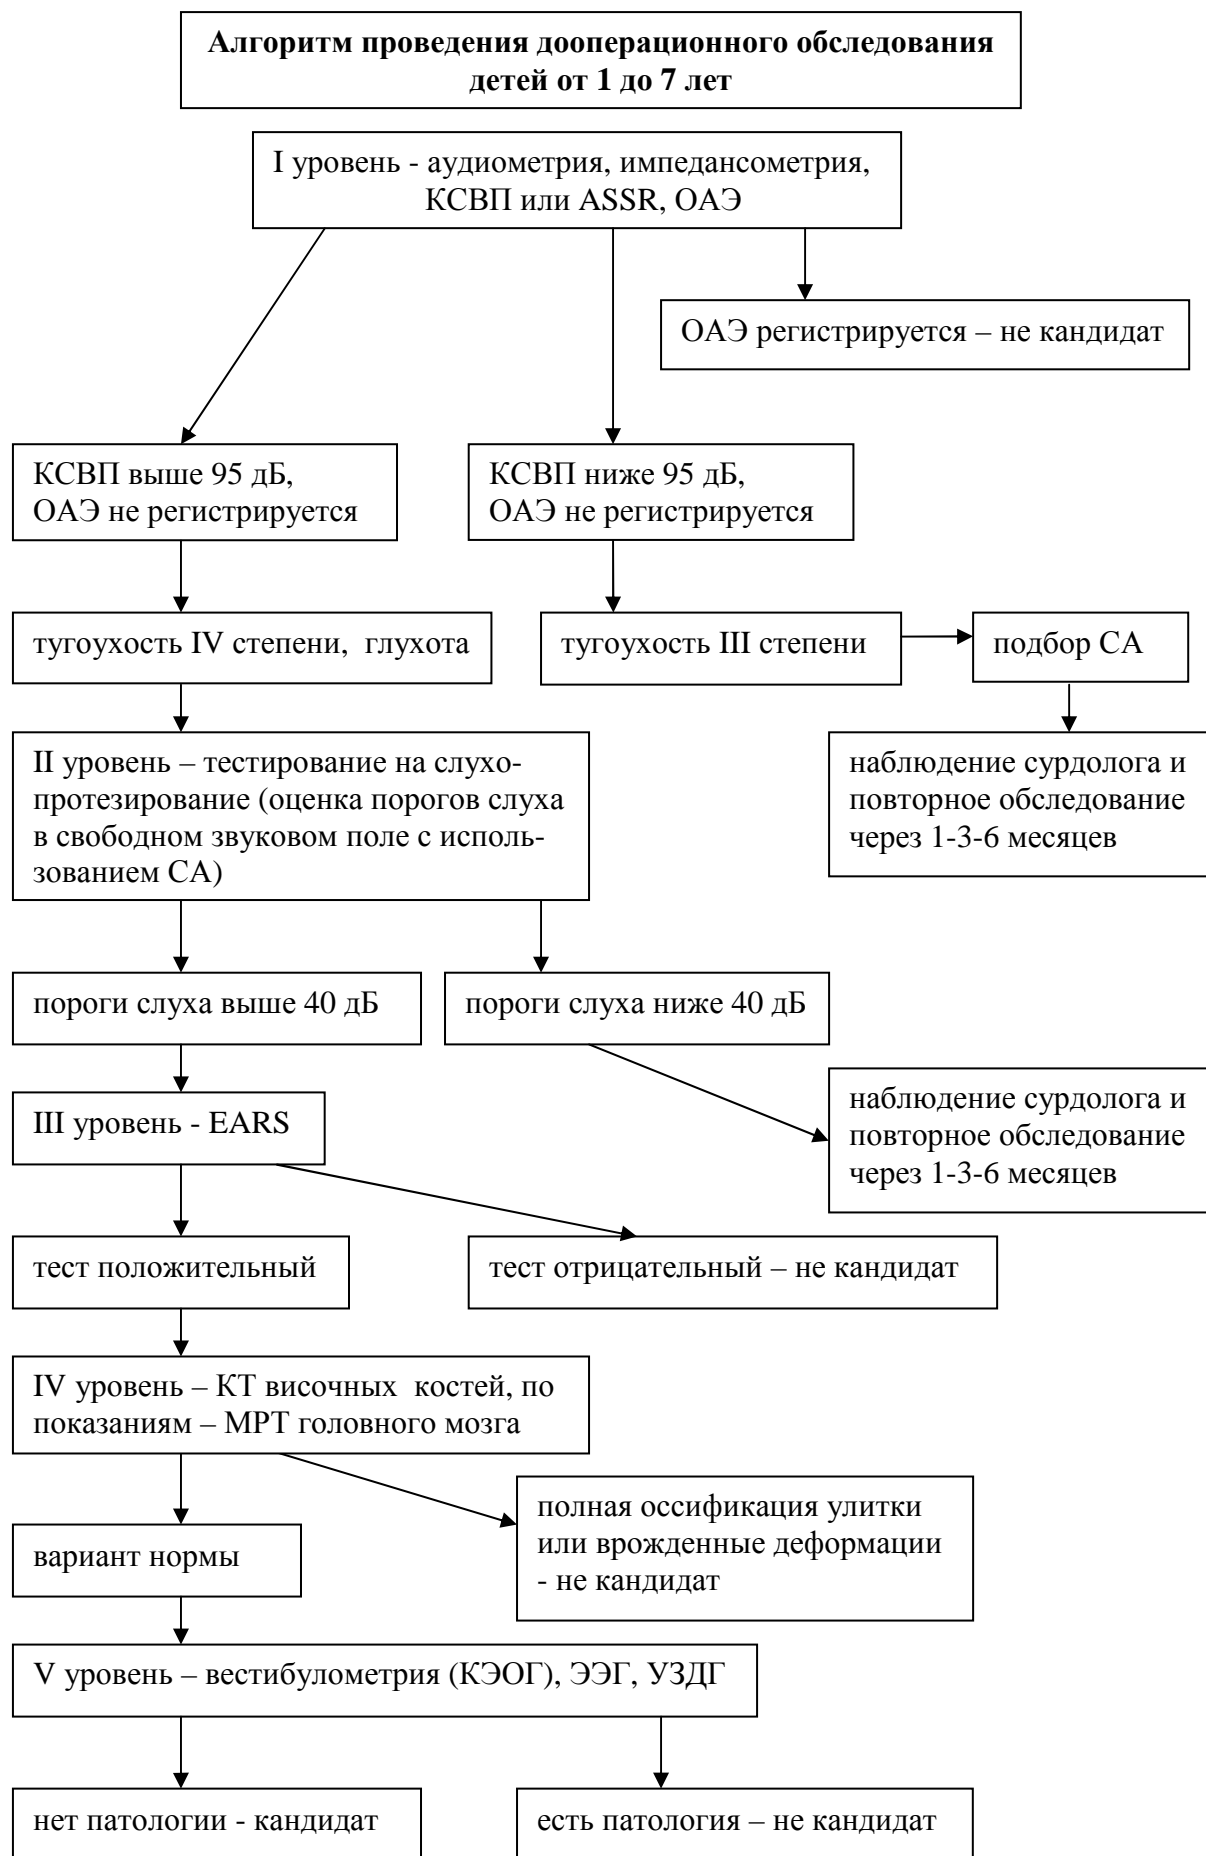 Алгоритм проведения дооперационного обследования
детей от 1 до 7 лет
I уровень - аудиометрия, импедансометрия,
КСВП или ASSR, ОАЭ
ОАЭ регистрируется – не кандидат
КСВП выше 95 дБ,
ОАЭ не регистрируется
КСВП ниже 95 дБ,
ОАЭ не регистрируется
тугоухость IV степени, глухота
тугоухость III степени
подбор СА
II уровень – тестирование на слухо-
протезирование (оценка порогов слуха
в свободном звуковом поле с исполь-
зованием СА)
наблюдение сурдолога и
повторное обследование
через 1-3-6 месяцев
пороги слуха выше 40 дБ
пороги слуха ниже 40 дБ
III уровень - EARS
наблюдение сурдолога и
повторное обследование
через 1-3-6 месяцев
тест положительный
тест отрицательный – не кандидат
IV уровень – КТ височных костей, по
показаниям – МРТ головного мозга
полная оссификация улитки
или врожденные деформации
- не кандидат
вариант нормы
V уровень – вестибулометрия (КЭОГ), ЭЭГ, УЗДГ
нет патологии - кандидат
есть патология – не кандидат